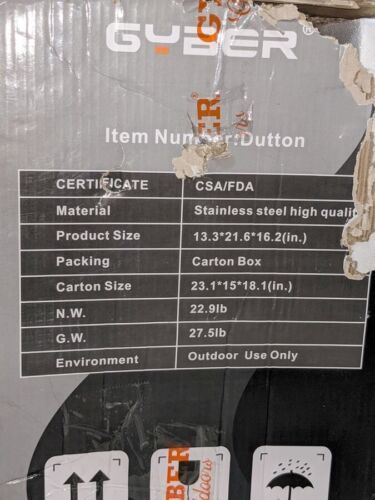 GYBER®
Item Number:Dutton
CERTIFICATE CSA/FDA
Material Stainless steel high
Product Size 13.3*21.6*16.2(in.)
Packing Carton Box
Carton Size 23.1*15*18.1(in.)
N.W. 22.9lb
G.W. 27.5lb
Environment Outdoor Use Only